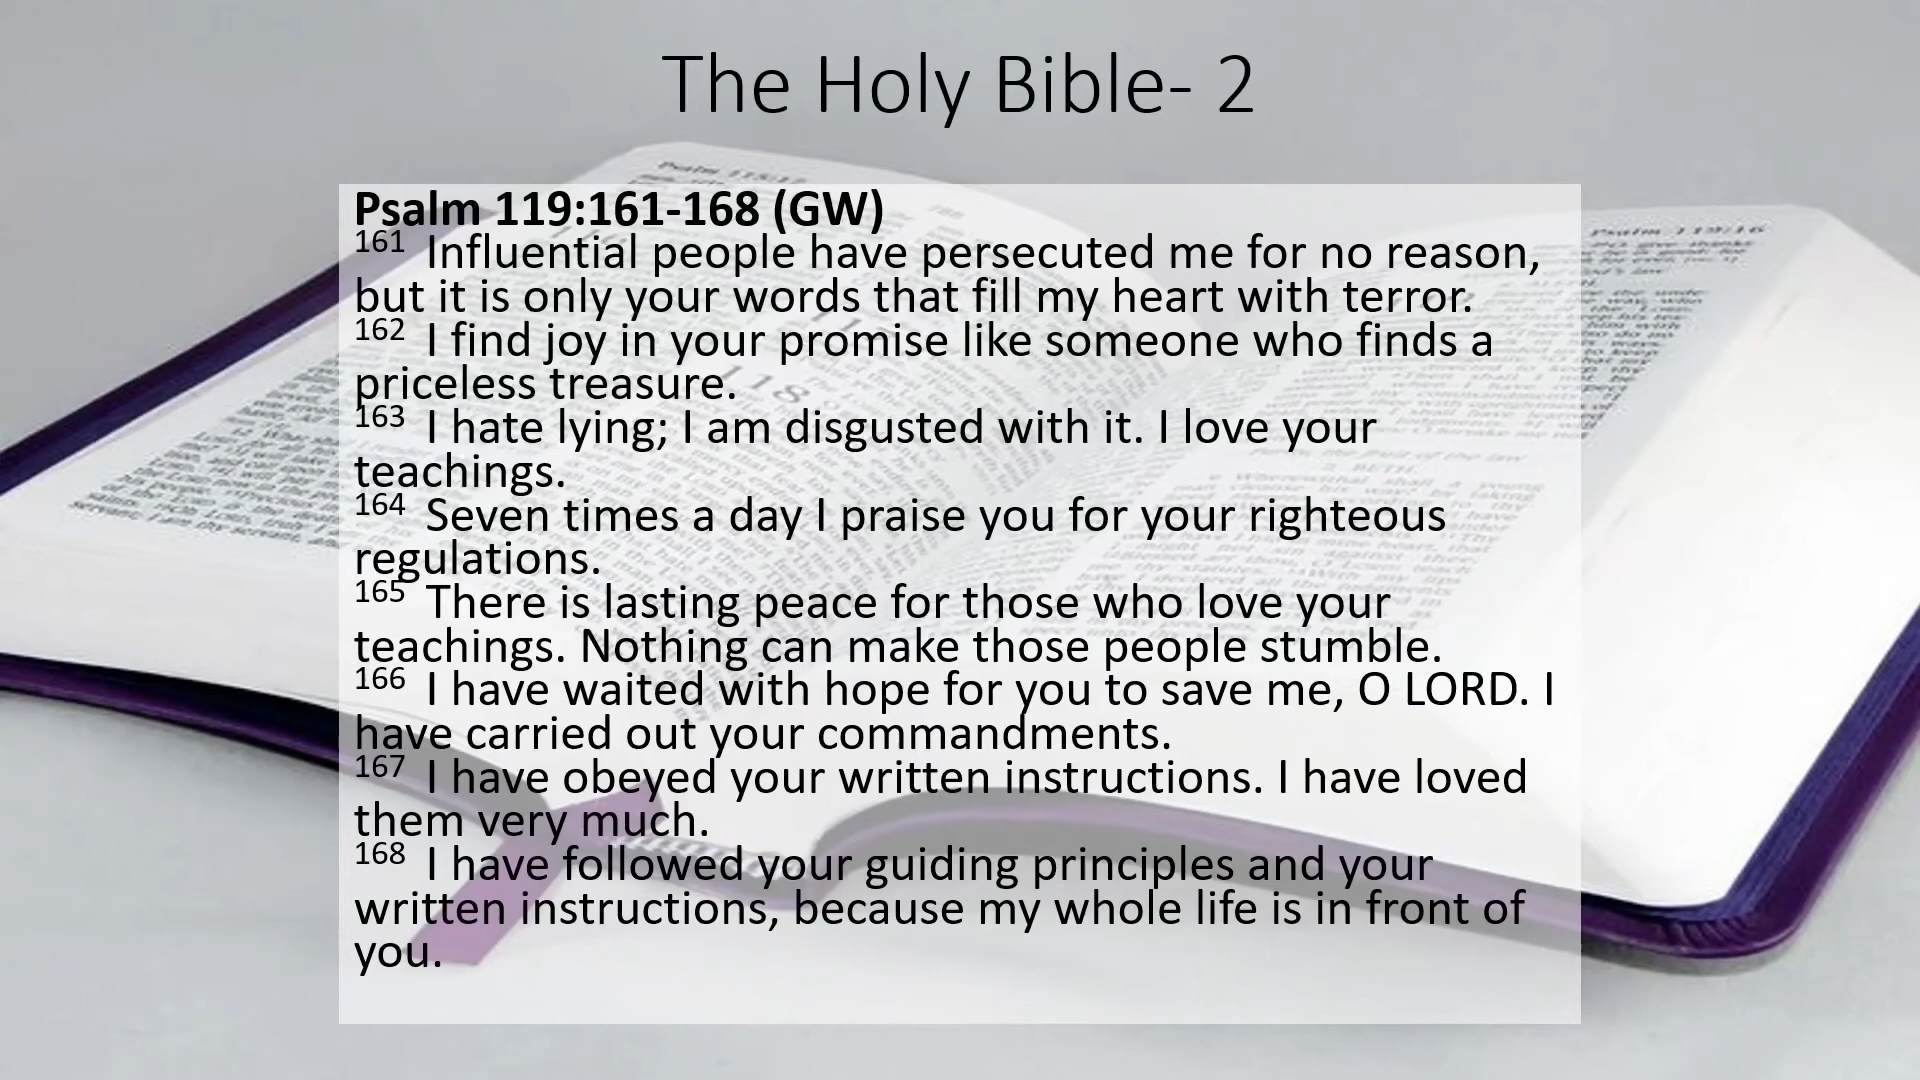 The Holy Bible- 2
Psalm 119:161-168 (GW)
161 Influential people have persecuted me for no reason,
but it is only your words that fill my heart with terror.
162 I find joy in your promise like someone who finds a
priceless treasure.
163 I hate lying; I am disgusted with it. I love your
teachings.
164 Seven times a day I praise you for your righteous
regulations.
165 There is lasting peace for those who love your
teachings. Nothing can make those people stumble.
166 I have waited with hope for you to save me, O LORD. I
have carried out your commandments.
167 I have obeyed your written instructions. I have loved
them very much.
168 I have followed your guiding principles and your
written instructions, because my whole life is in front of
you.